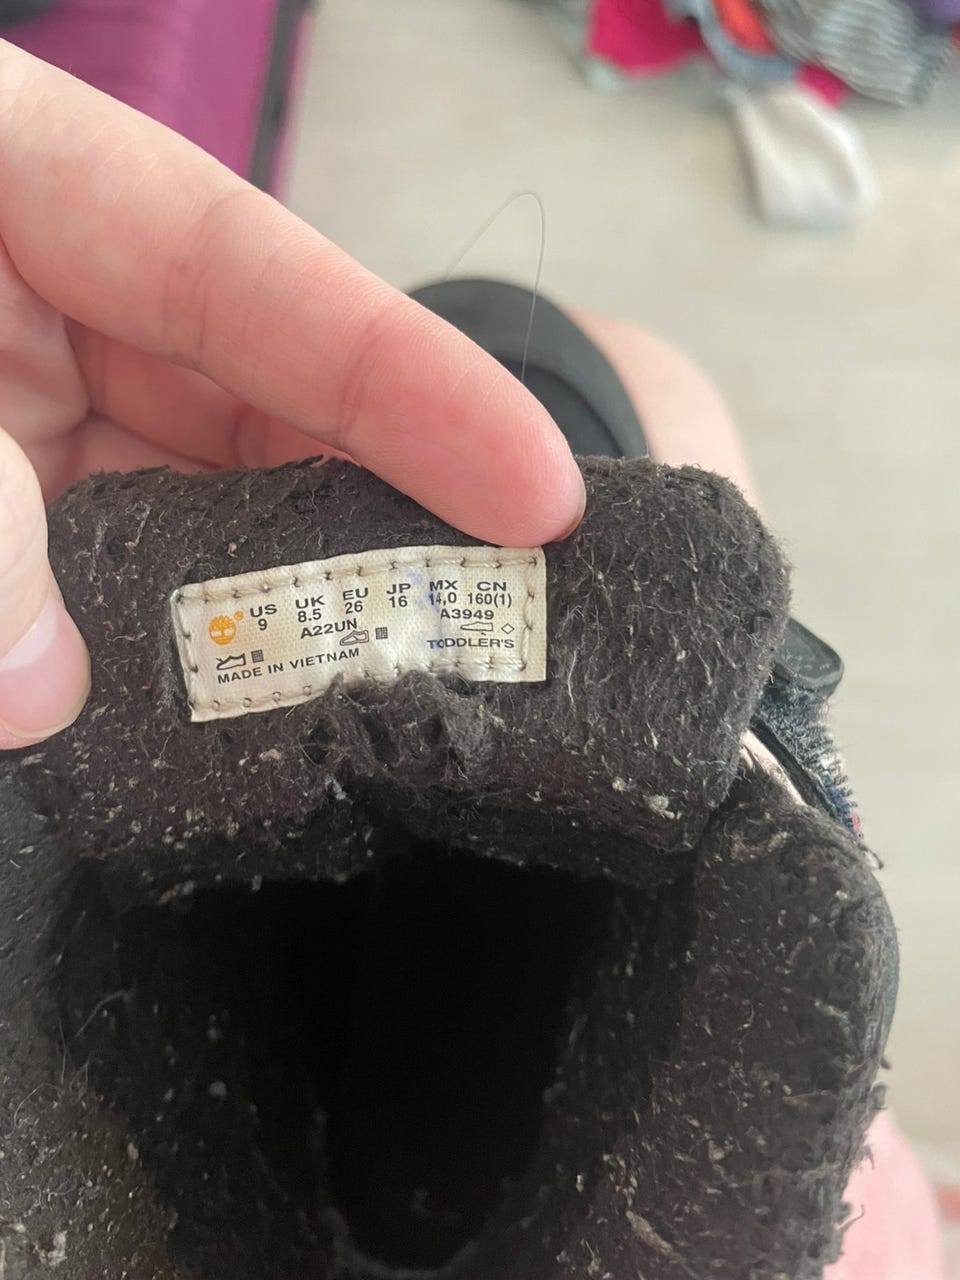 US UK EU JP MX CN
9 8.5 26 16 14,0 160(1)
A22UN A3949
TODDLER'S
MADE IN VIETNAM